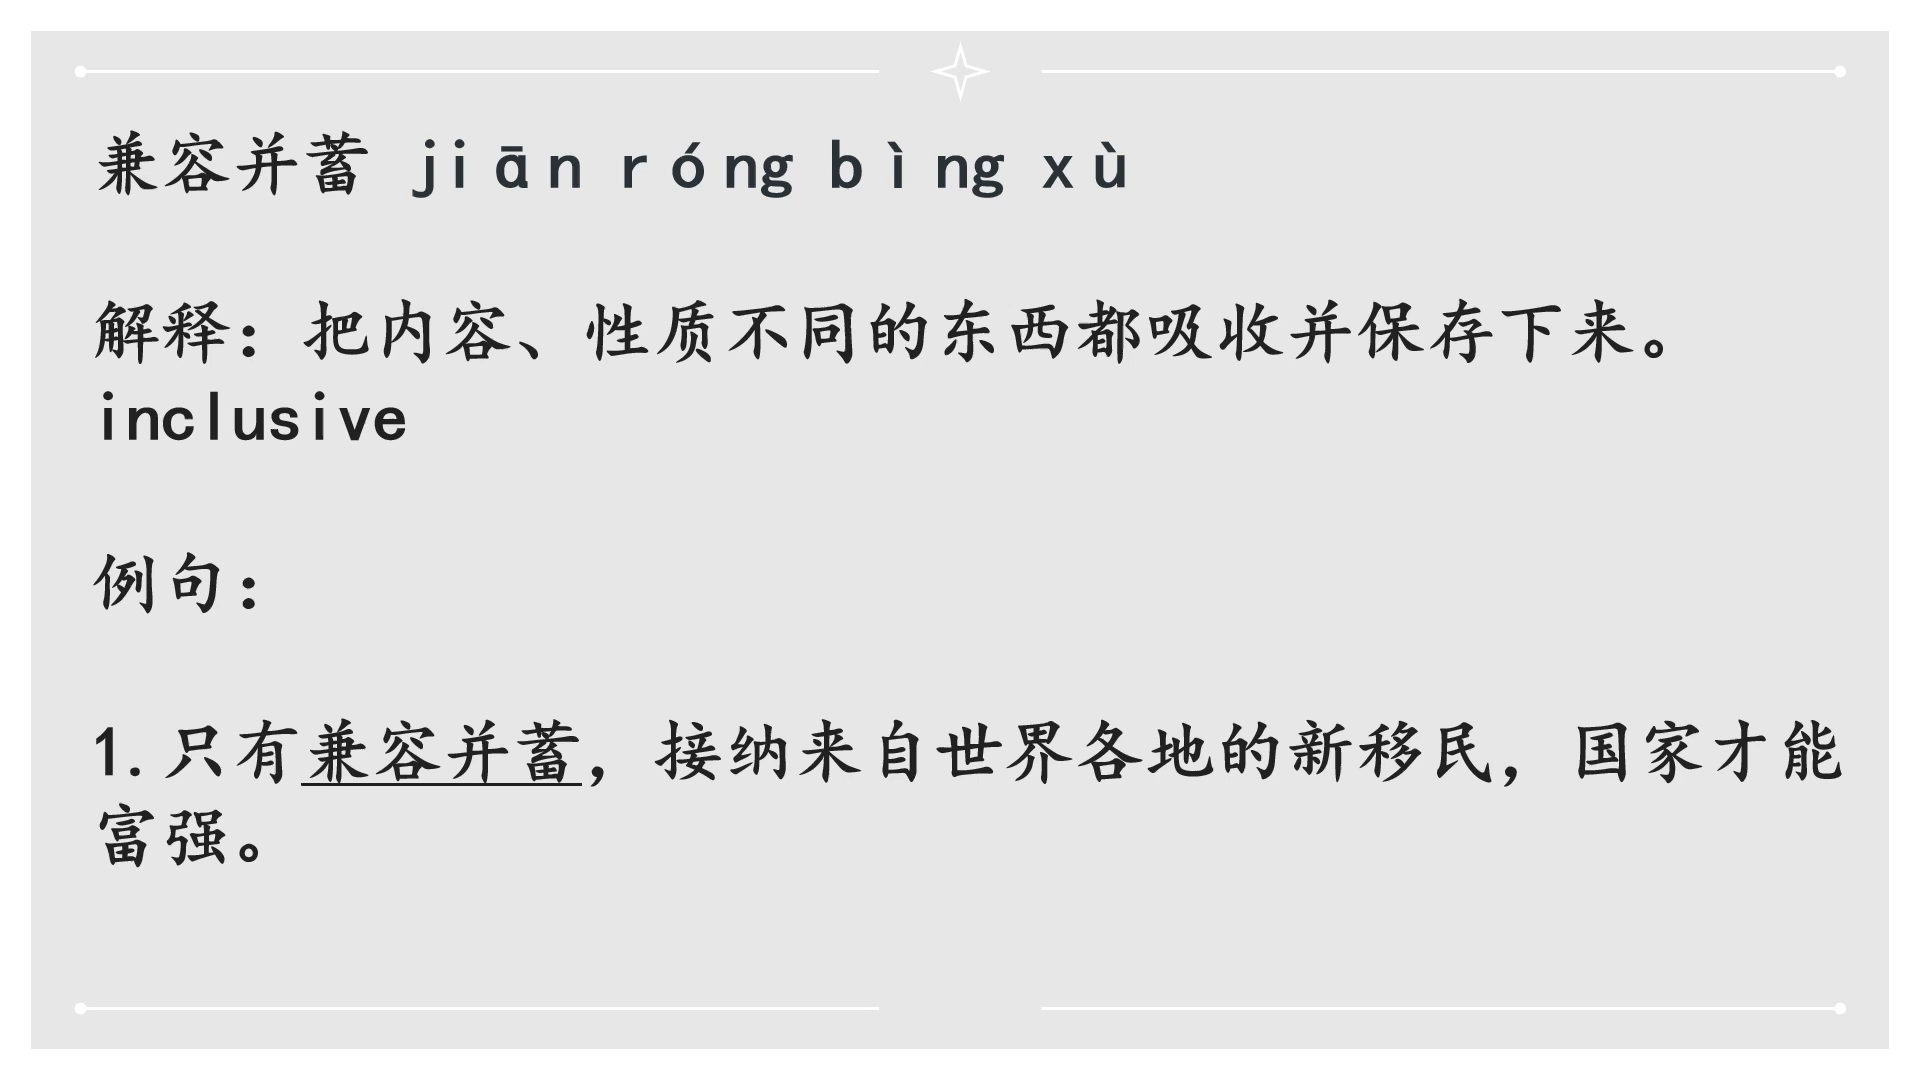 兼容并蓄 jiān róng bìng xù
解释：把内容、性质不同的东西都吸收并保存下来。
inclusive
例句：
1.只有兼容并蓄，接纳来自世界各地的新移民，国家才能
富强。